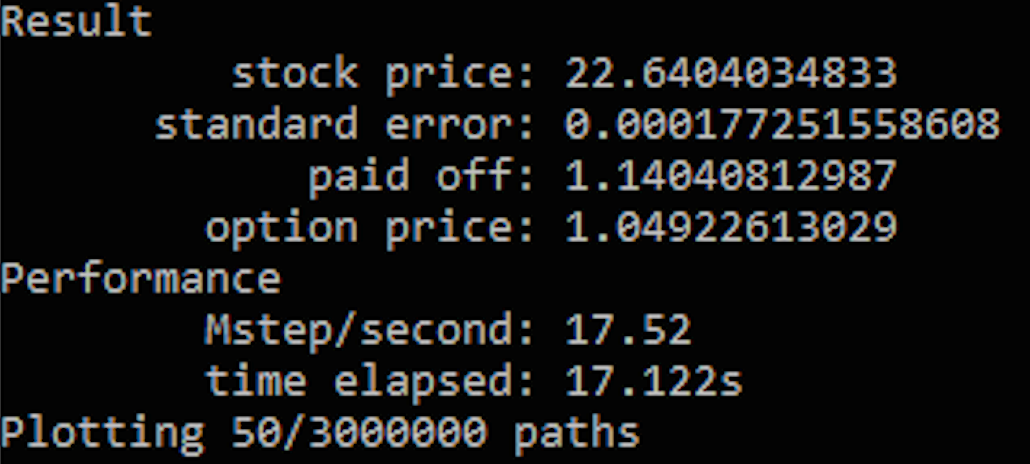 Result
stock price: 22.6404034833
standard error: 0.000177251558608
paid off: 1.14040812987
option price: 1.04922613029
Performance
Mstep/second: 17.52
time elapsed: 17.122s
Plotting 50/3000000 paths